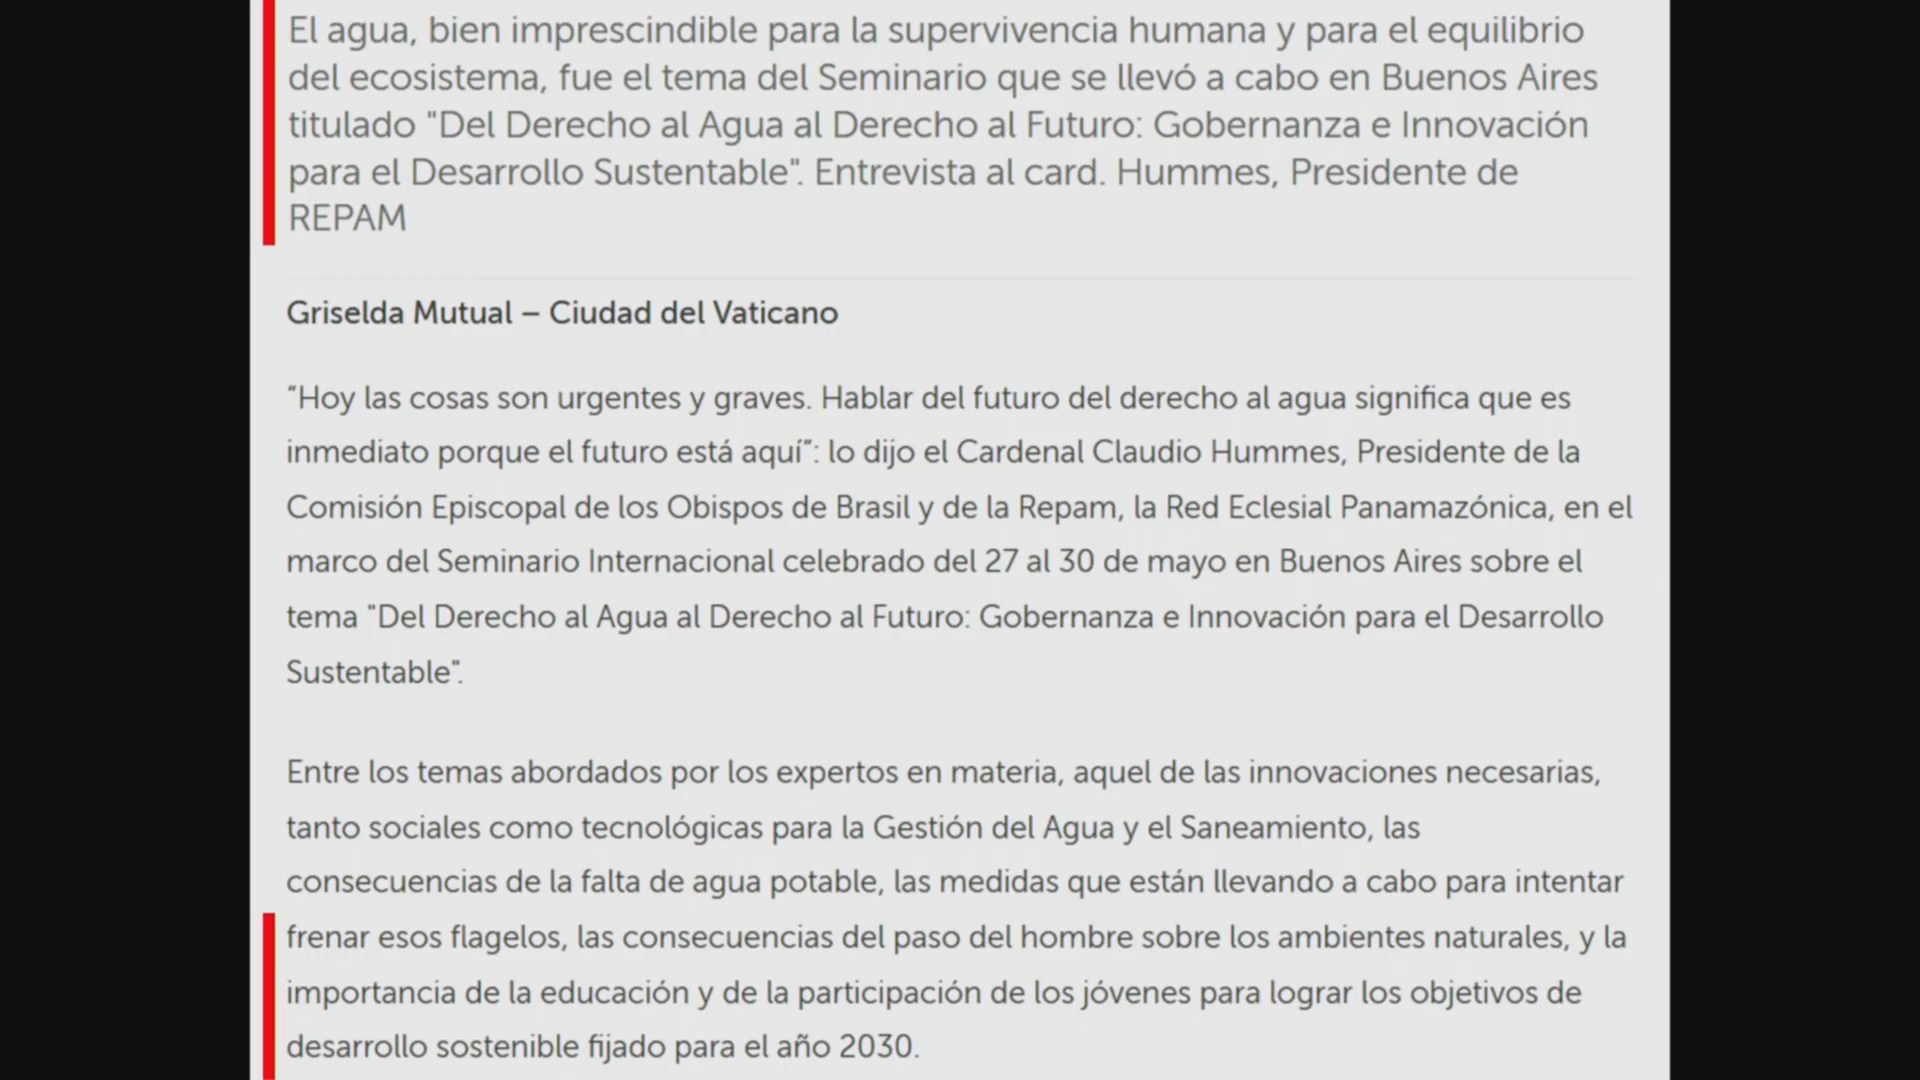 El agua, bien imprescindible para la supervivencia humana y para el equilibrio
del ecosistema, fue el tema del Seminario que se llevó a cabo en Buenos Aires
titulado "Del Derecho al Agua al Derecho al Futuro: Gobernanza e Innovación
para el Desarrollo Sustentable". Entrevista al card. Hummes, Presidente de
REPAM
Griselda Mutual – Ciudad del Vaticano
“Hoy las cosas son urgentes y graves. Hablar del futuro del derecho al agua significa que es
inmediato porque el futuro está aquí”: lo dijo el Cardenal Claudio Hummes, Presidente de la
Comisión Episcopal de los Obispos de Brasil y de la Repam, la Red Eclesial Panamazónica, en el
marco del Seminario Internacional celebrado del 27 al 30 de mayo en Buenos Aires sobre el
tema "Del Derecho al Agua al Derecho al Futuro: Gobernanza e Innovación para el Desarrollo
Sustentable".
Entre los temas abordados por los expertos en materia, aquel de las innovaciones necesarias,
tanto sociales como tecnológicas para la Gestión del Agua y el Saneamiento, las
consecuencias de la falta de agua potable, las medidas que están llevando a cabo para intentar
frenar esos flagelos, las consecuencias del paso del hombre sobre los ambientes naturales, y la
importancia de la educación y de la participación de los jóvenes para lograr los objetivos de
desarrollo sostenible fijado para el año 2030.